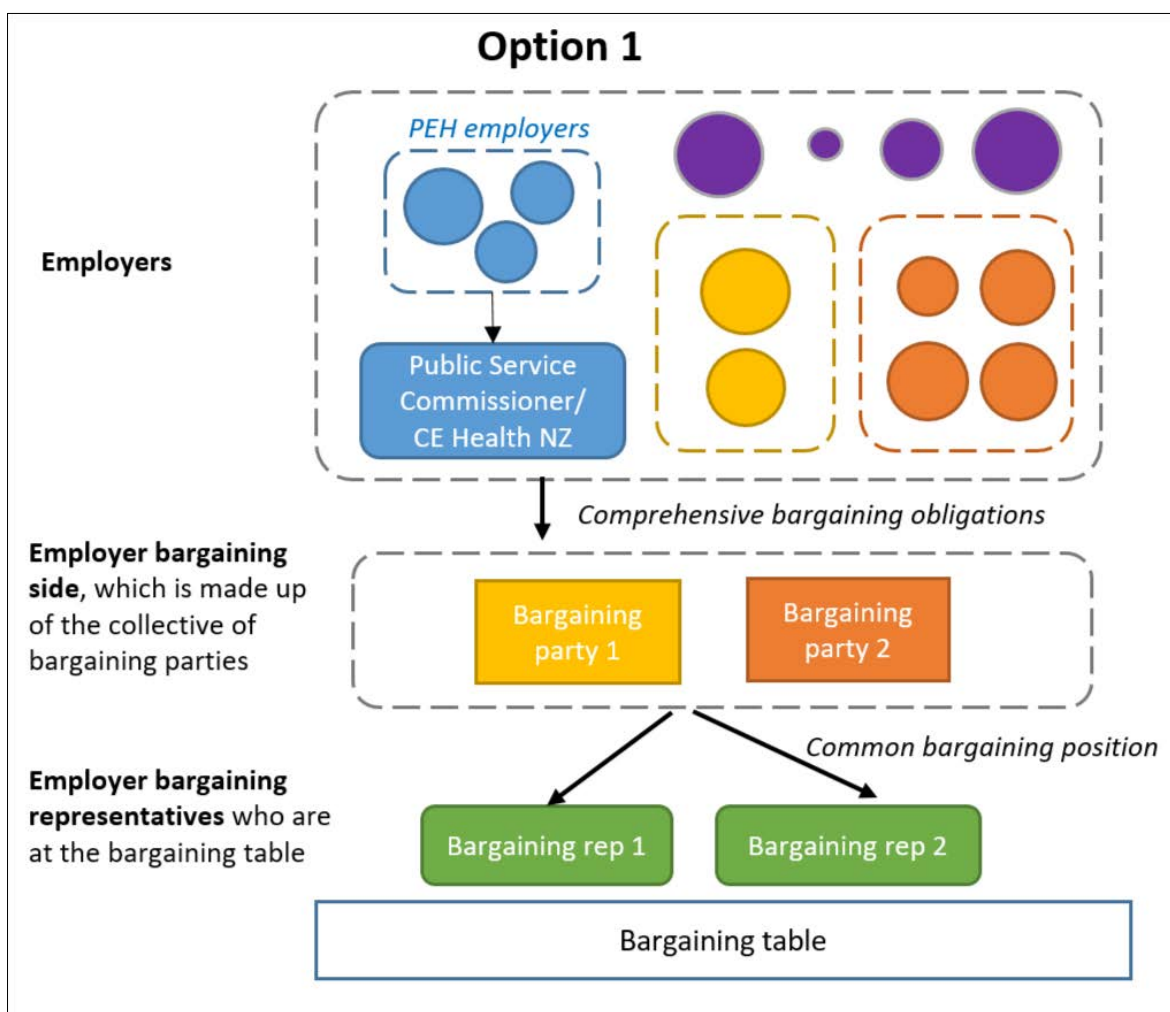 Option 1
PEH employers
Employers
Public Service
Commissioner/
CE Health NZ
Comprehensive bargaining obligations
Employer bargaining
side, which is made up
of the collective of
bargaining parties
Bargaining
party 1
Bargaining
party 2
Common bargaining position
Employer bargaining
representatives who are
at the bargaining table
Bargaining rep 1
Bargaining rep 2
Bargaining table